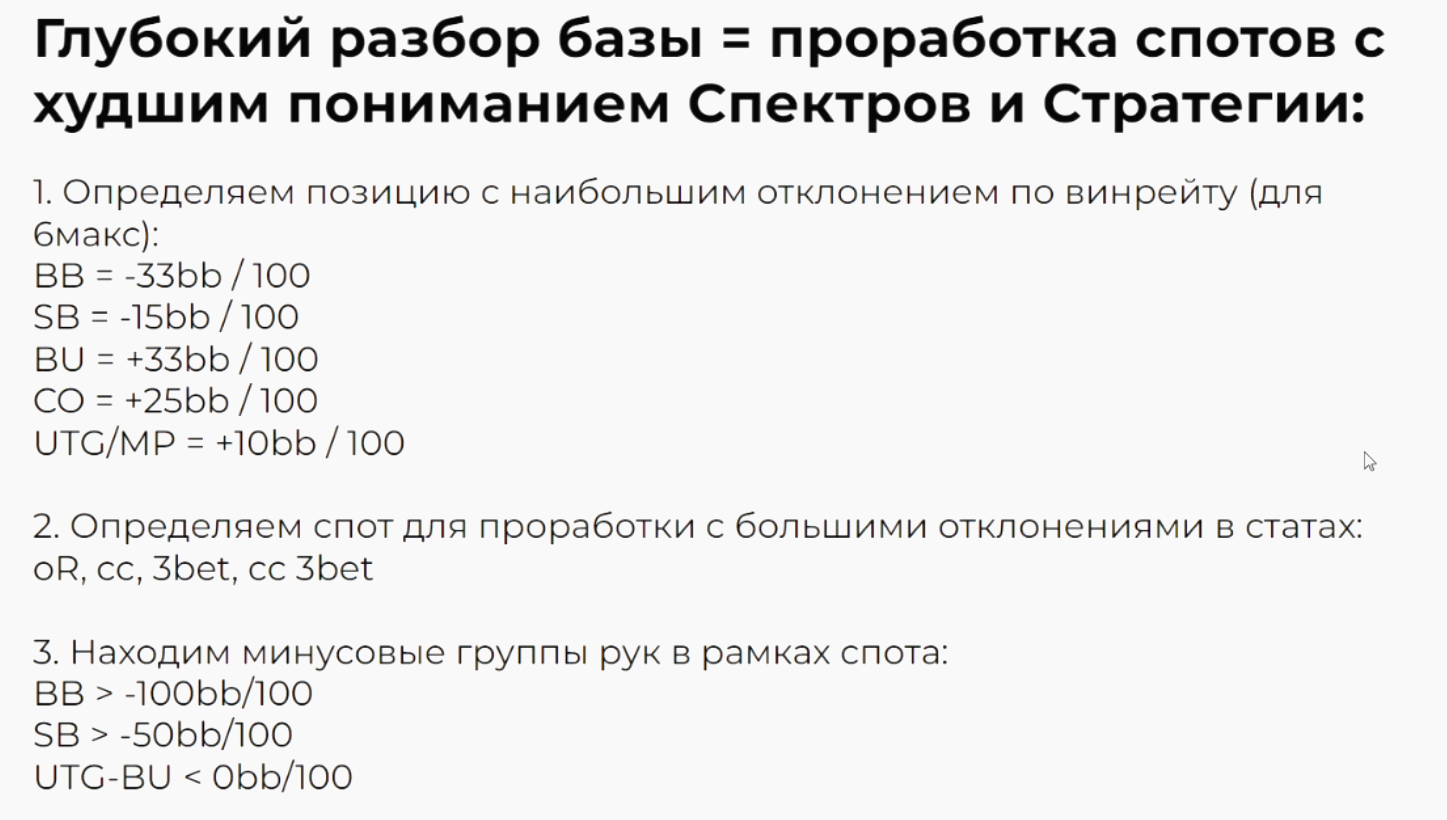 Глубокий разбор базы = проработка спотов с
худшим пониманием Спектров и Стратегии:
1. Определяем позицию с наибольшим отклонением по винрейту (для
6макс):
BB = -33bb / 100
SB = -15bb / 100
BU = +33bb / 100
CO = +25bb / 100
UTG/MP = +10bb / 100
2. Определяем спот для проработки с большими отклонениями в статах:
oR, cc, 3bet, cc 3bet
3. Находим минусовые группы рук в рамках спота:
BB > -100bb/100
SB > -50bb/100
UTG-BU < 0bb/100